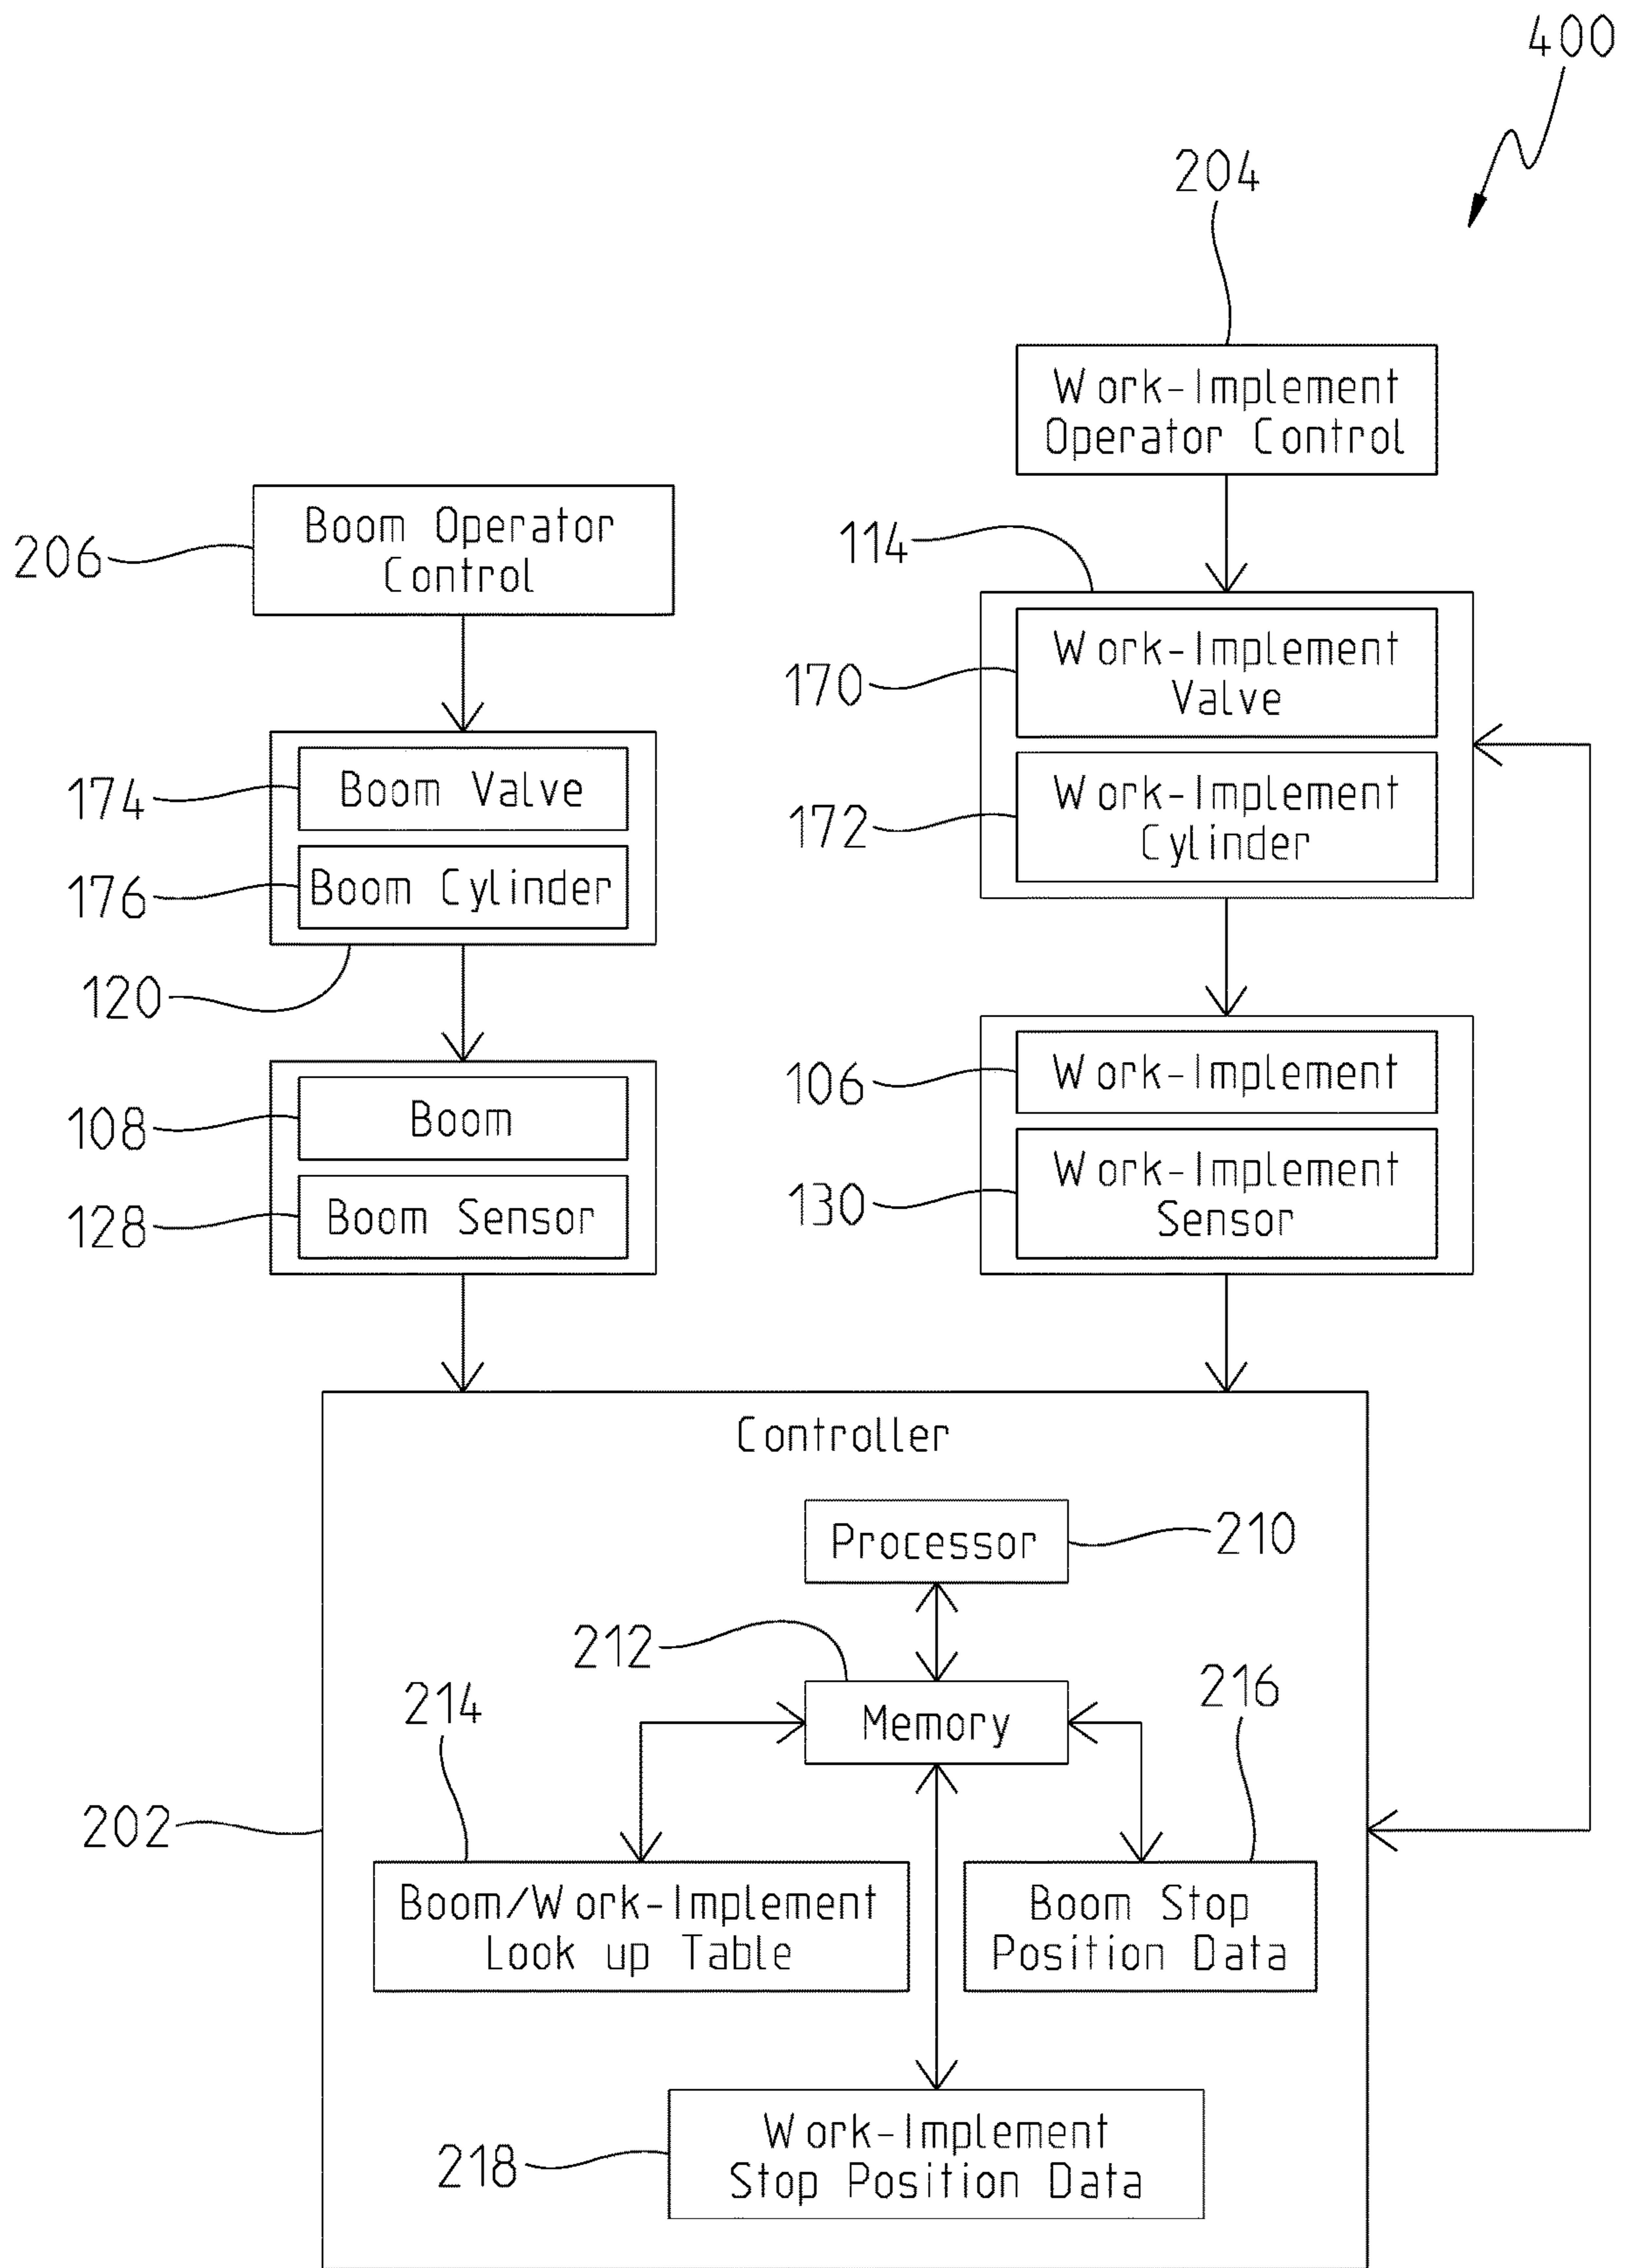 400
204
Work-Implement
Operator Control
206
Boom Operator
Control
114
170
Work-Implement
Valve
174
Boom Valve
172
Work-Implement
Cylinder
176
Boom Cylinder
120
106
Work-Implement
108
Boom
130
Work-Implement
Sensor
128
Boom Sensor
Controller
Processor
210
212
Memory
214
216
202
Boom/Work-Implement
Look up Table
Boom Stop
Position Data
218
Work-Implement
Stop Position Data